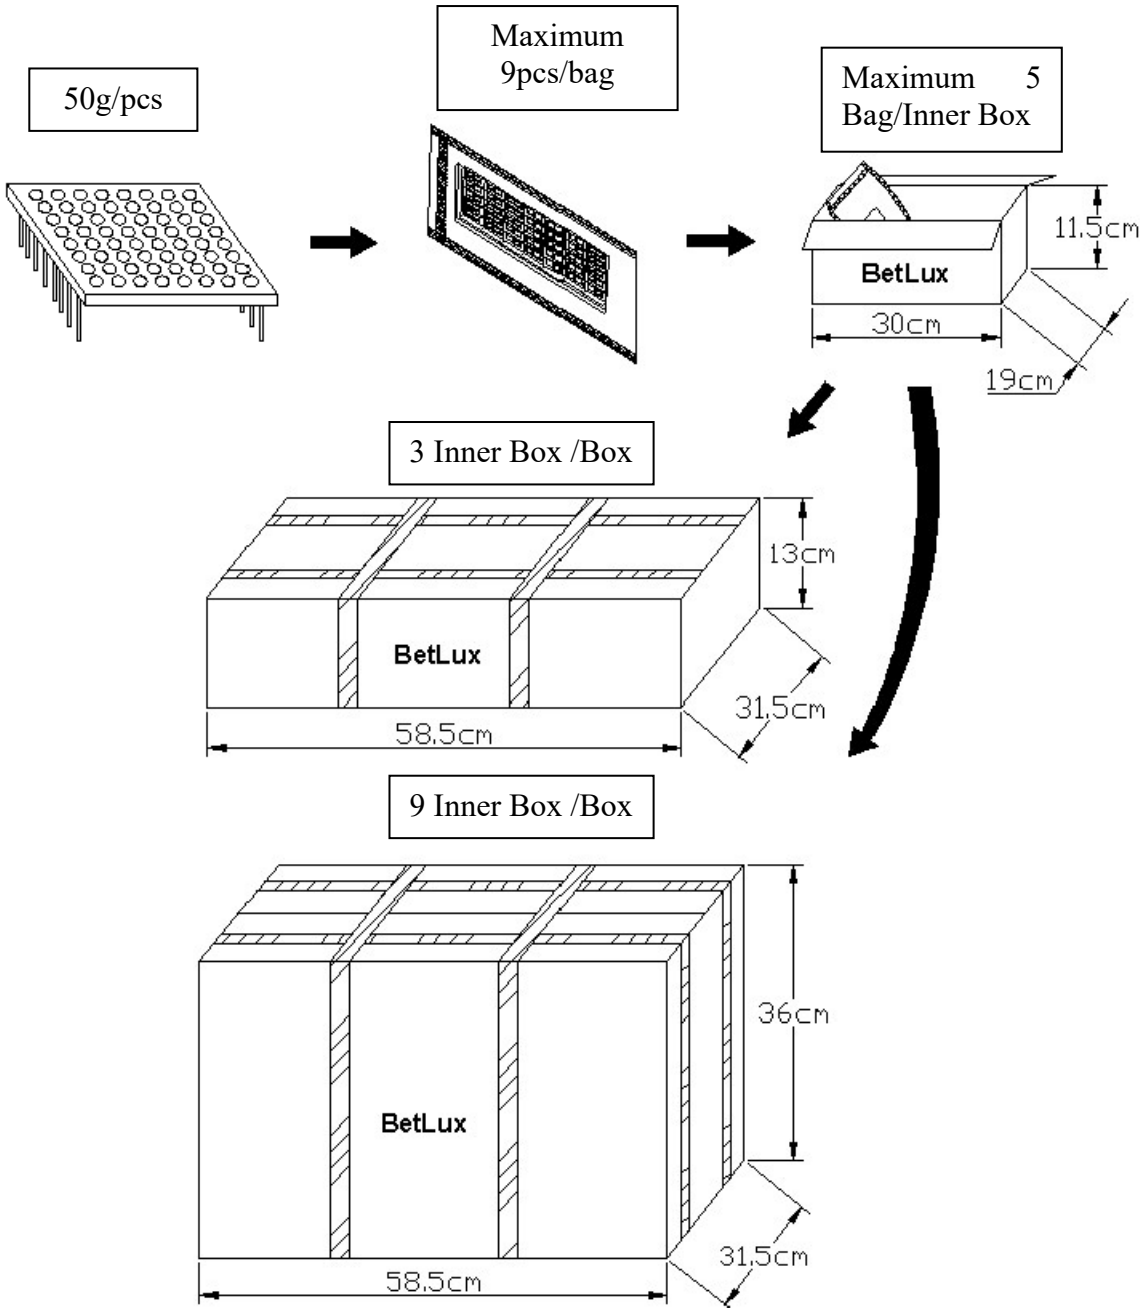 Maximum
9pcs/bag
50g/pcs
Maximum 5
Bag/Inner Box
11.5cm
BetLux
30cm
19cm
3 Inner Box /Box
13cm
BetLux
31.5cm
58.5cm
9 Inner Box /Box
36cm
BetLux
31.5cm
58.5cm